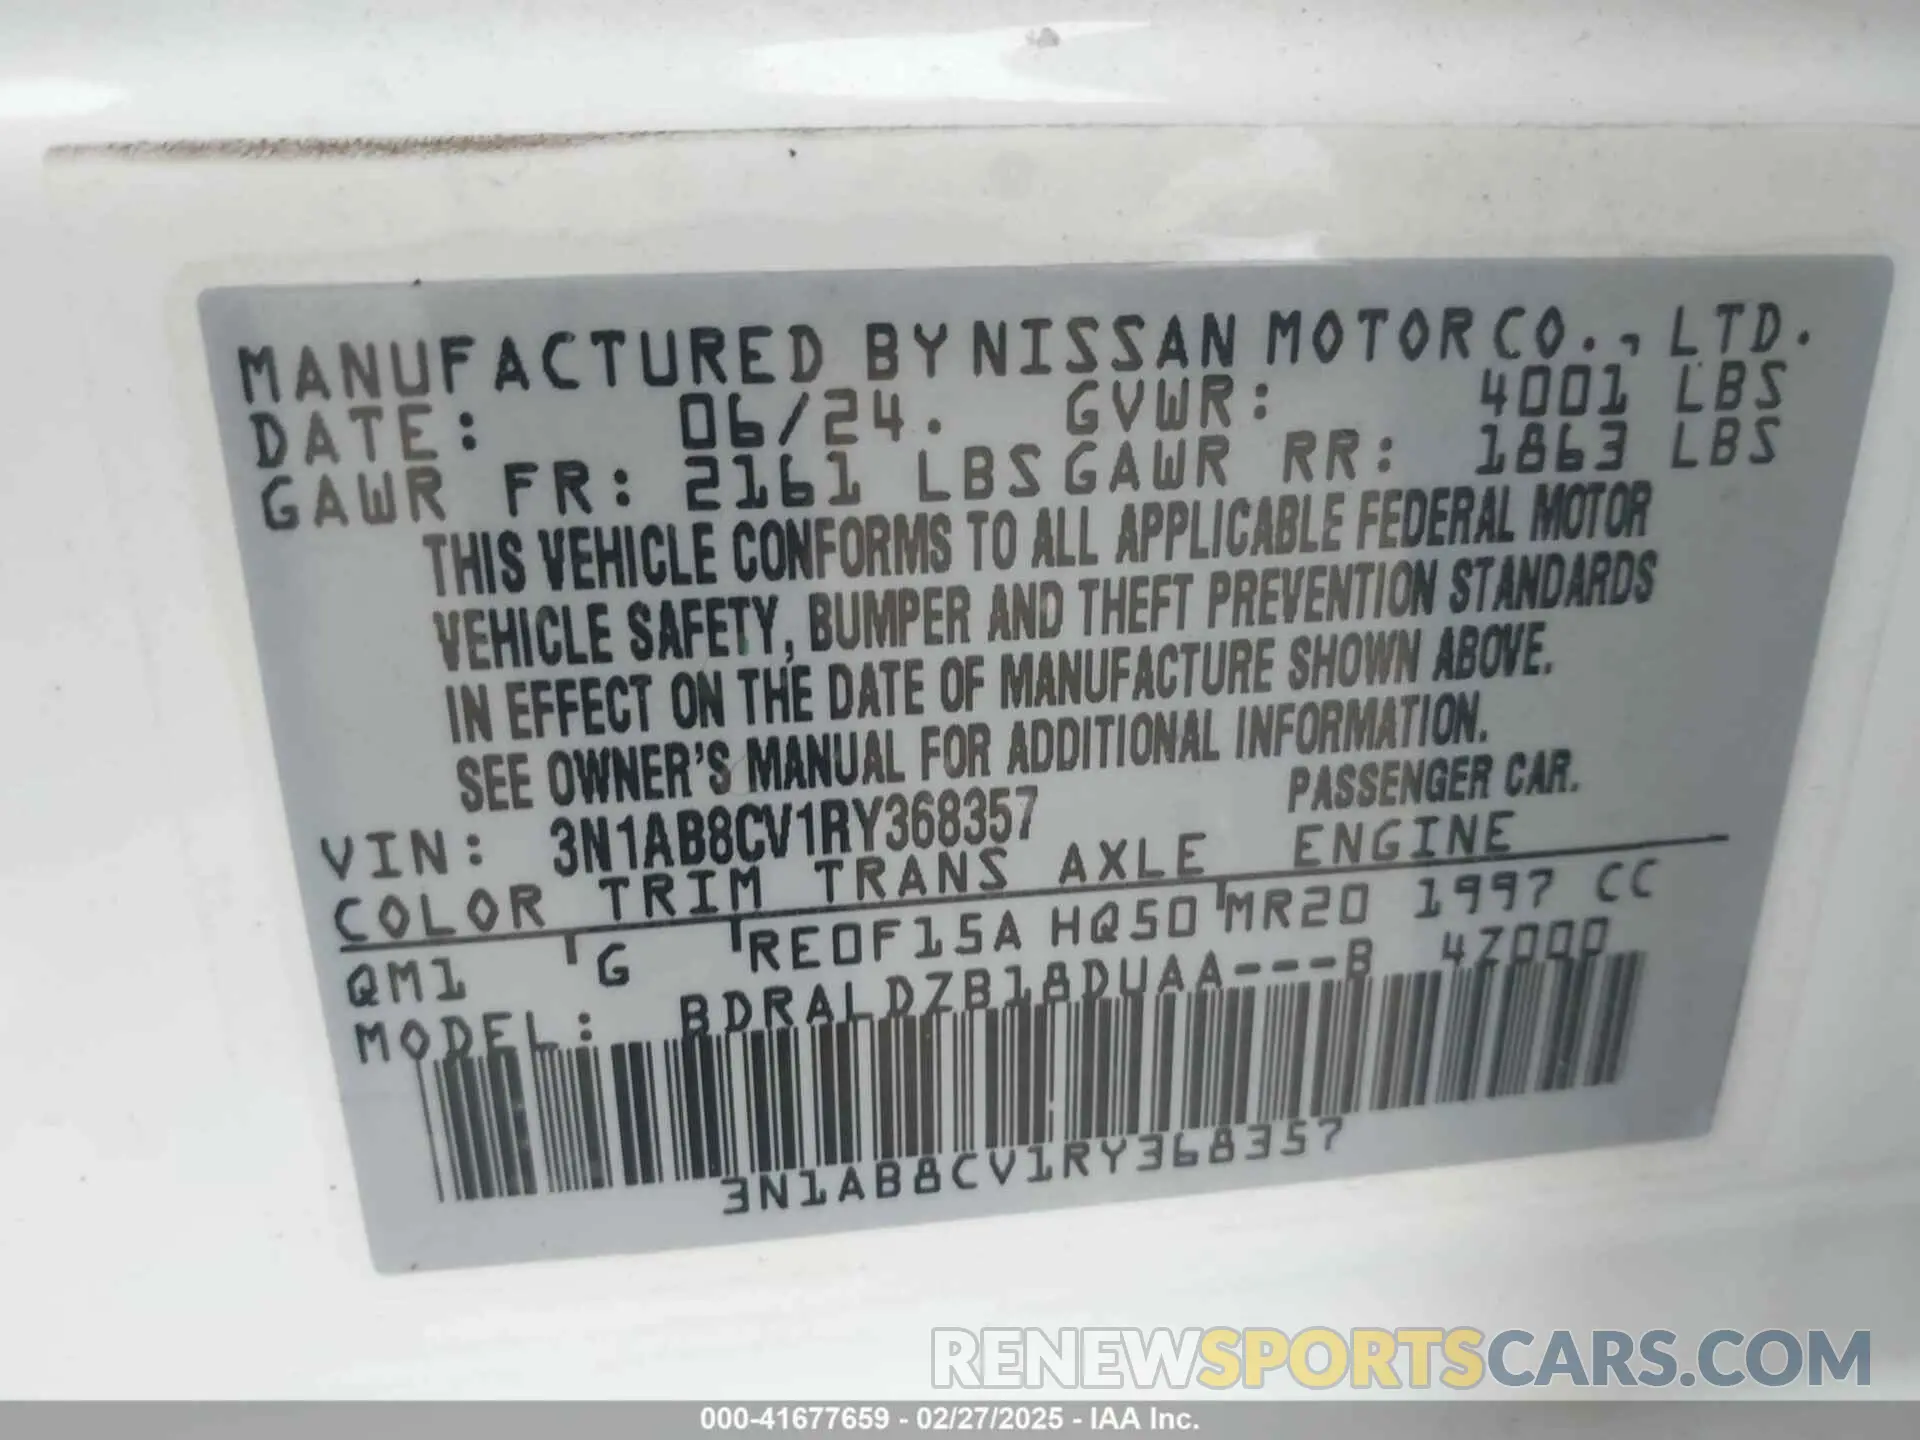 MANUFACTURED BY NISSAN MOTOR CO., LTD.
DATE: 06/24. GVWR: 4001 LBS
GAWR FR: 2161 LBS GAWR RR: 1863 LBS
THIS VEHICLE CONFORMS TO ALL APPLICABLE FEDERAL MOTOR
VEHICLE SAFETY, BUMPER AND THEFT PREVENTION STANDARDS
IN EFFECT ON THE DATE OF MANUFACTURE SHOWN ABOVE.
SEE OWNER'S MANUAL FOR ADDITIONAL INFORMATION.
VIN: 3N1AB8CV1RY368357 PASSENGER CAR.
COLOR TRIM TRANS AXLE ENGINE
QM1 G RE0F15A HQ50 MR20 1997 CC
MODEL: BDRALDZB18DUAA---B 4Z000
3N1AB8CV1RY368357
RENEWSPORTSCARS.COM
000-41677659 - 02/27/2025 - IAA Inc.